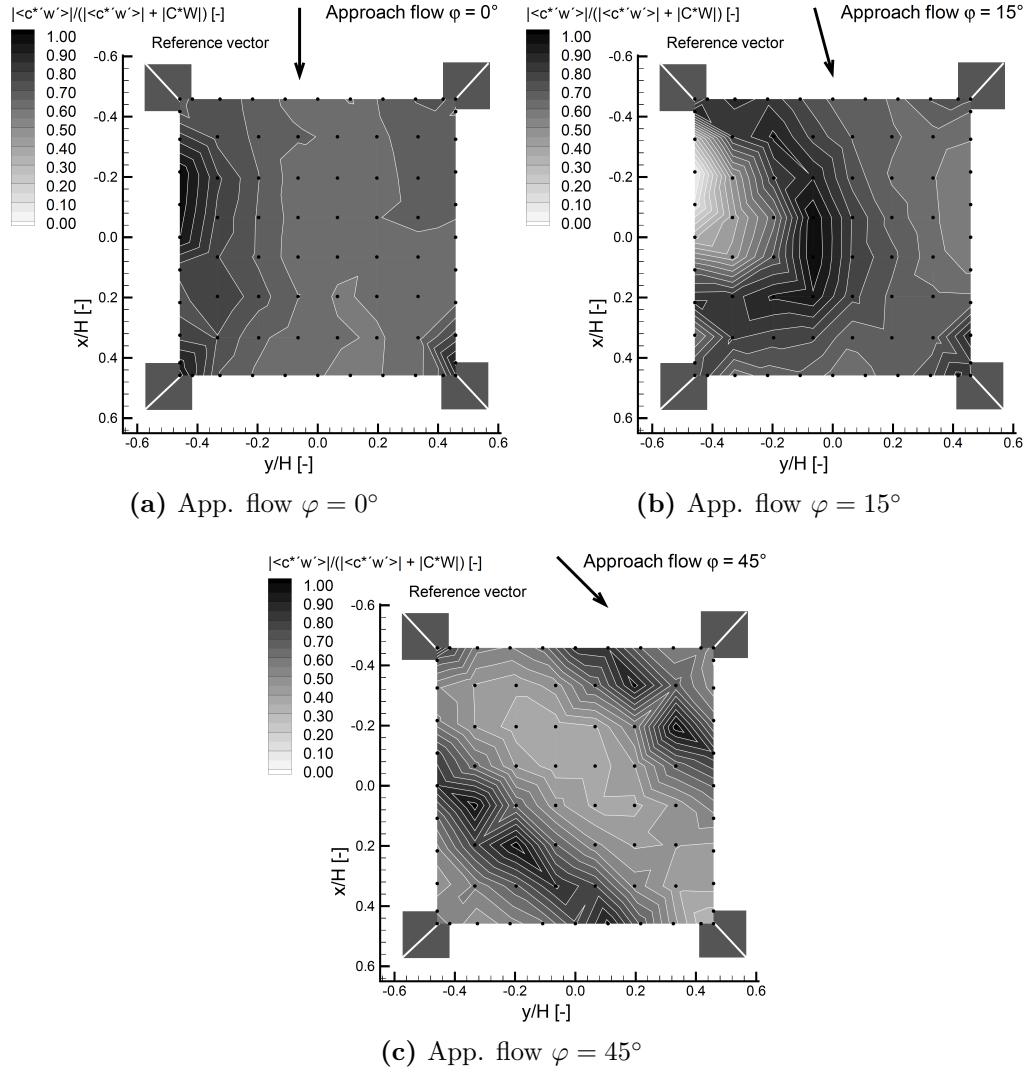 |<c*´w´>|/(|<c*´w´>| + |C*W|) [-]
Approach flow φ = 0°
Reference vector
1.00
0.90
0.80
0.70
0.60
0.50
0.40
0.30
0.20
0.10
0.00
-0.6
-0.4
-0.2
0.0
0.2
0.4
0.6
x/H [-]
-0.6 -0.4 -0.2 0.0 0.2 0.4 0.6
y/H [-]
(a) App. flow φ = 0°
|<c*´w´>|/(|<c*´w´>| + |C*W|) [-]
Approach flow φ = 15°
Reference vector
1.00
0.90
0.80
0.70
0.60
0.50
0.40
0.30
0.20
0.10
0.00
-0.6
-0.4
-0.2
0.0
0.2
0.4
0.6
x/H [-]
-0.6 -0.4 -0.2 0.0 0.2 0.4 0.6
y/H [-]
(b) App. flow φ = 15°
|<c*´w´>|/(|<c*´w´>| + |C*W|) [-]
Approach flow φ = 45°
Reference vector
1.00
0.90
0.80
0.70
0.60
0.50
0.40
0.30
0.20
0.10
0.00
-0.6
-0.4
-0.2
0.0
0.2
0.4
0.6
x/H [-]
-0.6 -0.4 -0.2 0.0 0.2 0.4 0.6
y/H [-]
(c) App. flow φ = 45°